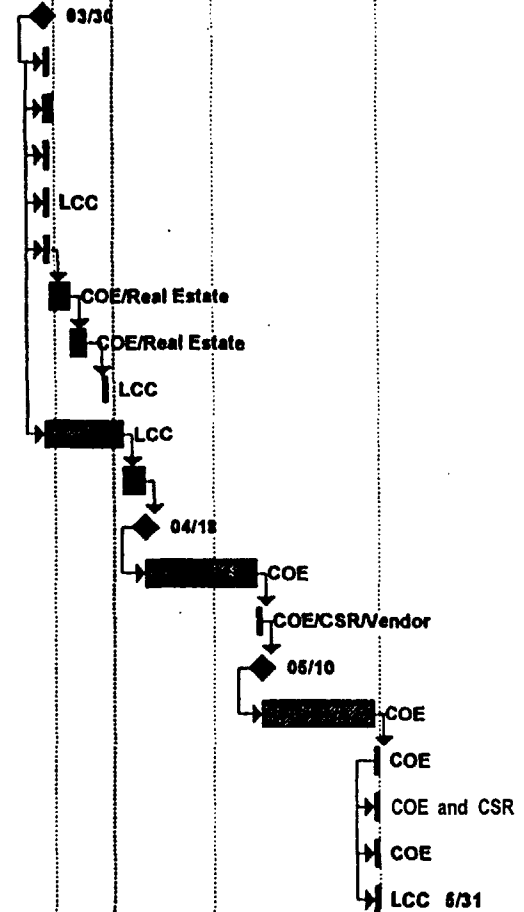 03/30
LCC
COE/Real Estate
COE/Real Estate
LCC
LCC
04/18
COE
COE/CSR/Vendor
05/10
COE
COE
COE and CSR
COE
LCC 5/31